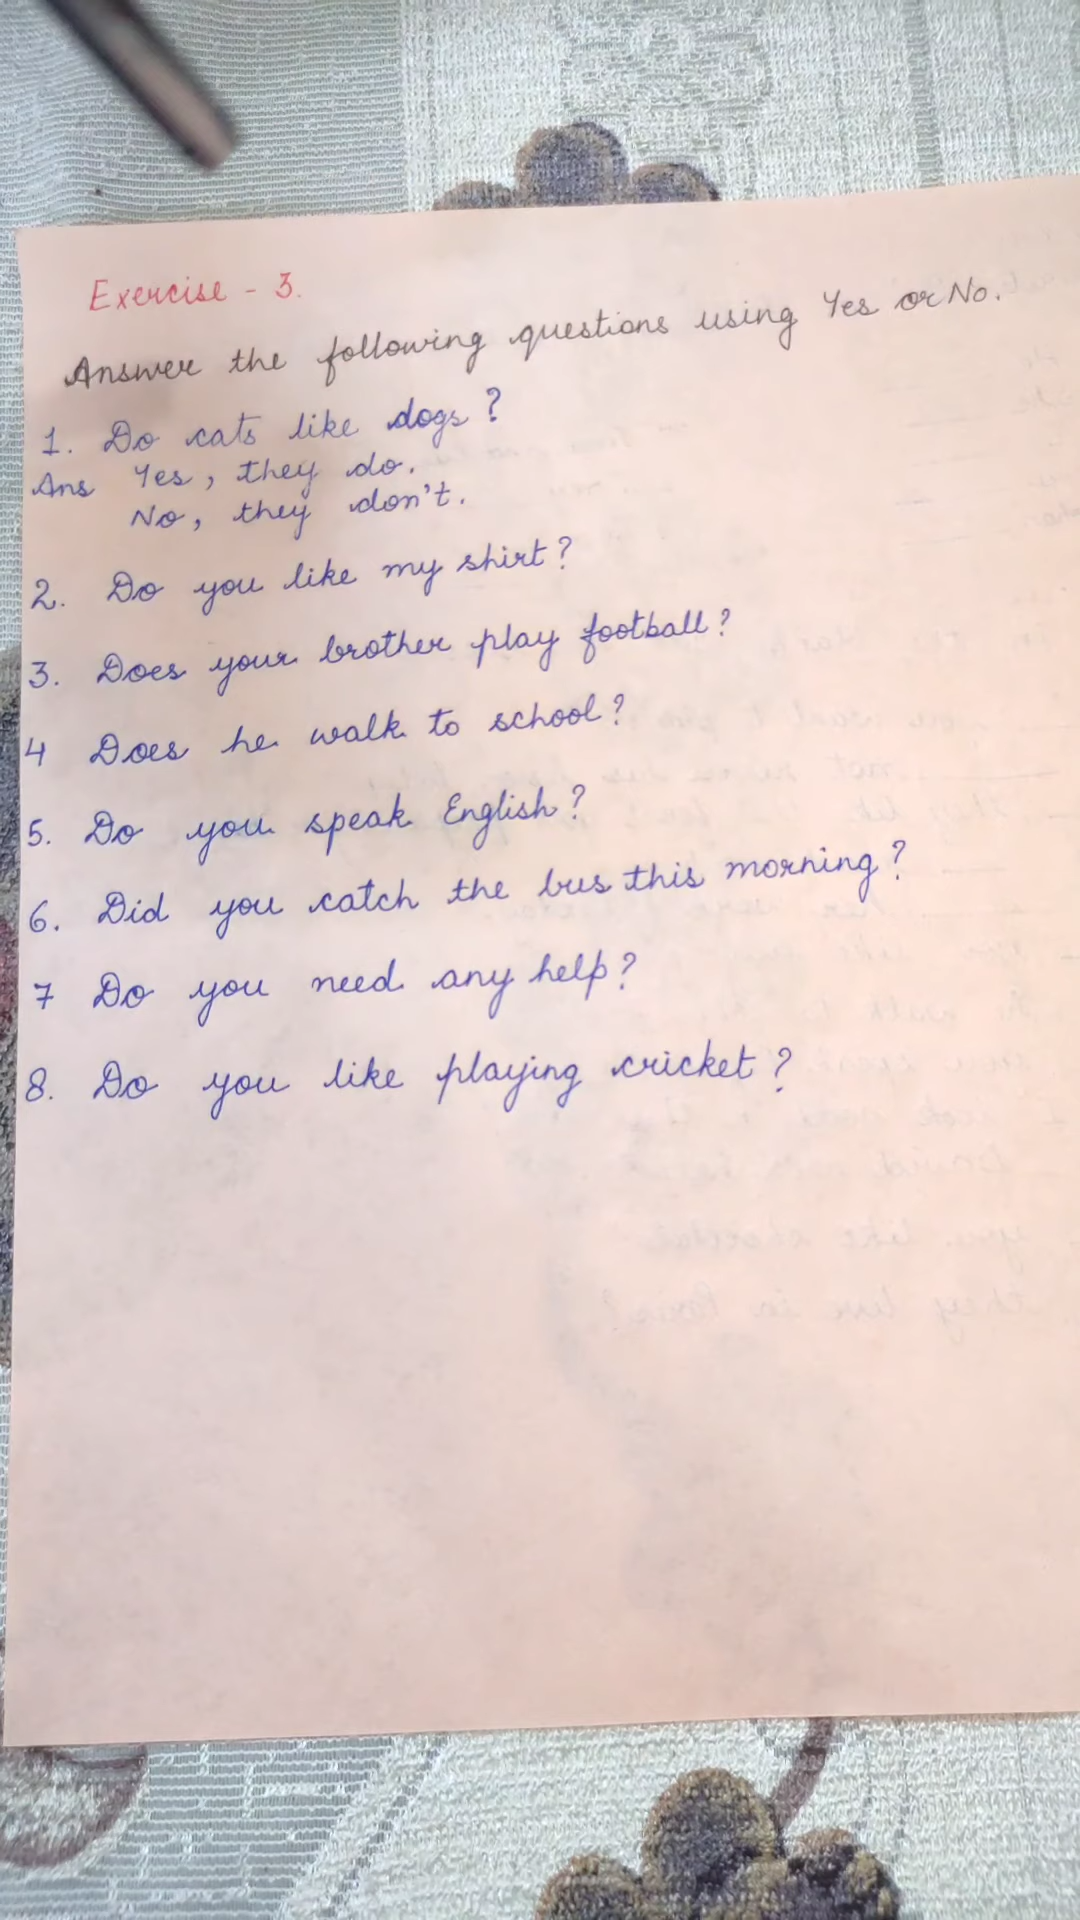 Exercise - 3.
Answer the following questions using Yes or No.
1. Do cats like dogs?
Ans Yes, they do.
No, they don't.
2. Do you like my shirt?
3. Does your brother play football?
4 Does he walk to school?
5. Do you speak English?
6. Did you catch the bus this morning?
7 Do you need any help?
8. Do you like playing cricket?